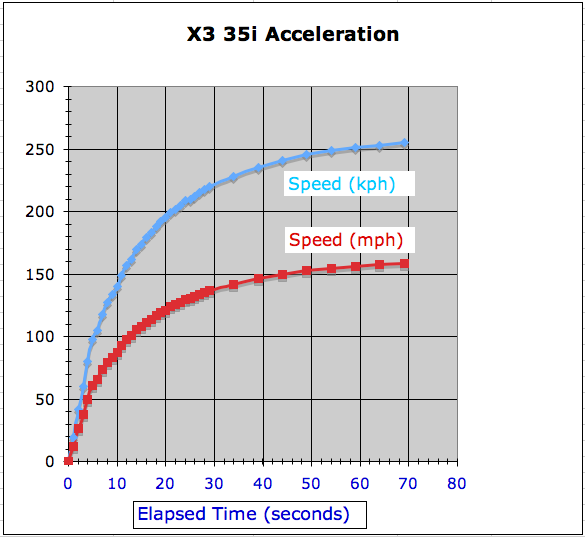 X3 35i Acceleration
300
250
200
150
100
50
0
Speed (kph)
Speed (mph)
0 10 20 30 40 50 60 70 80
Elapsed Time (seconds)